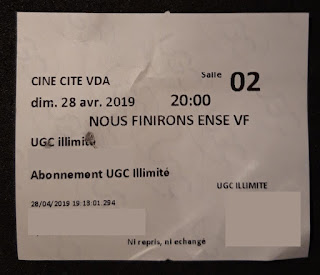 CINE CITE VDA
Salle 02
dim. 28 avr. 2019 20:00
NOUS FINIRONS ENSE VF
UGC illimité
Abonnement UGC Illimité
UGC ILLIMITE
28/04/2019 19:13:01.294
Ni repris, ni échangé